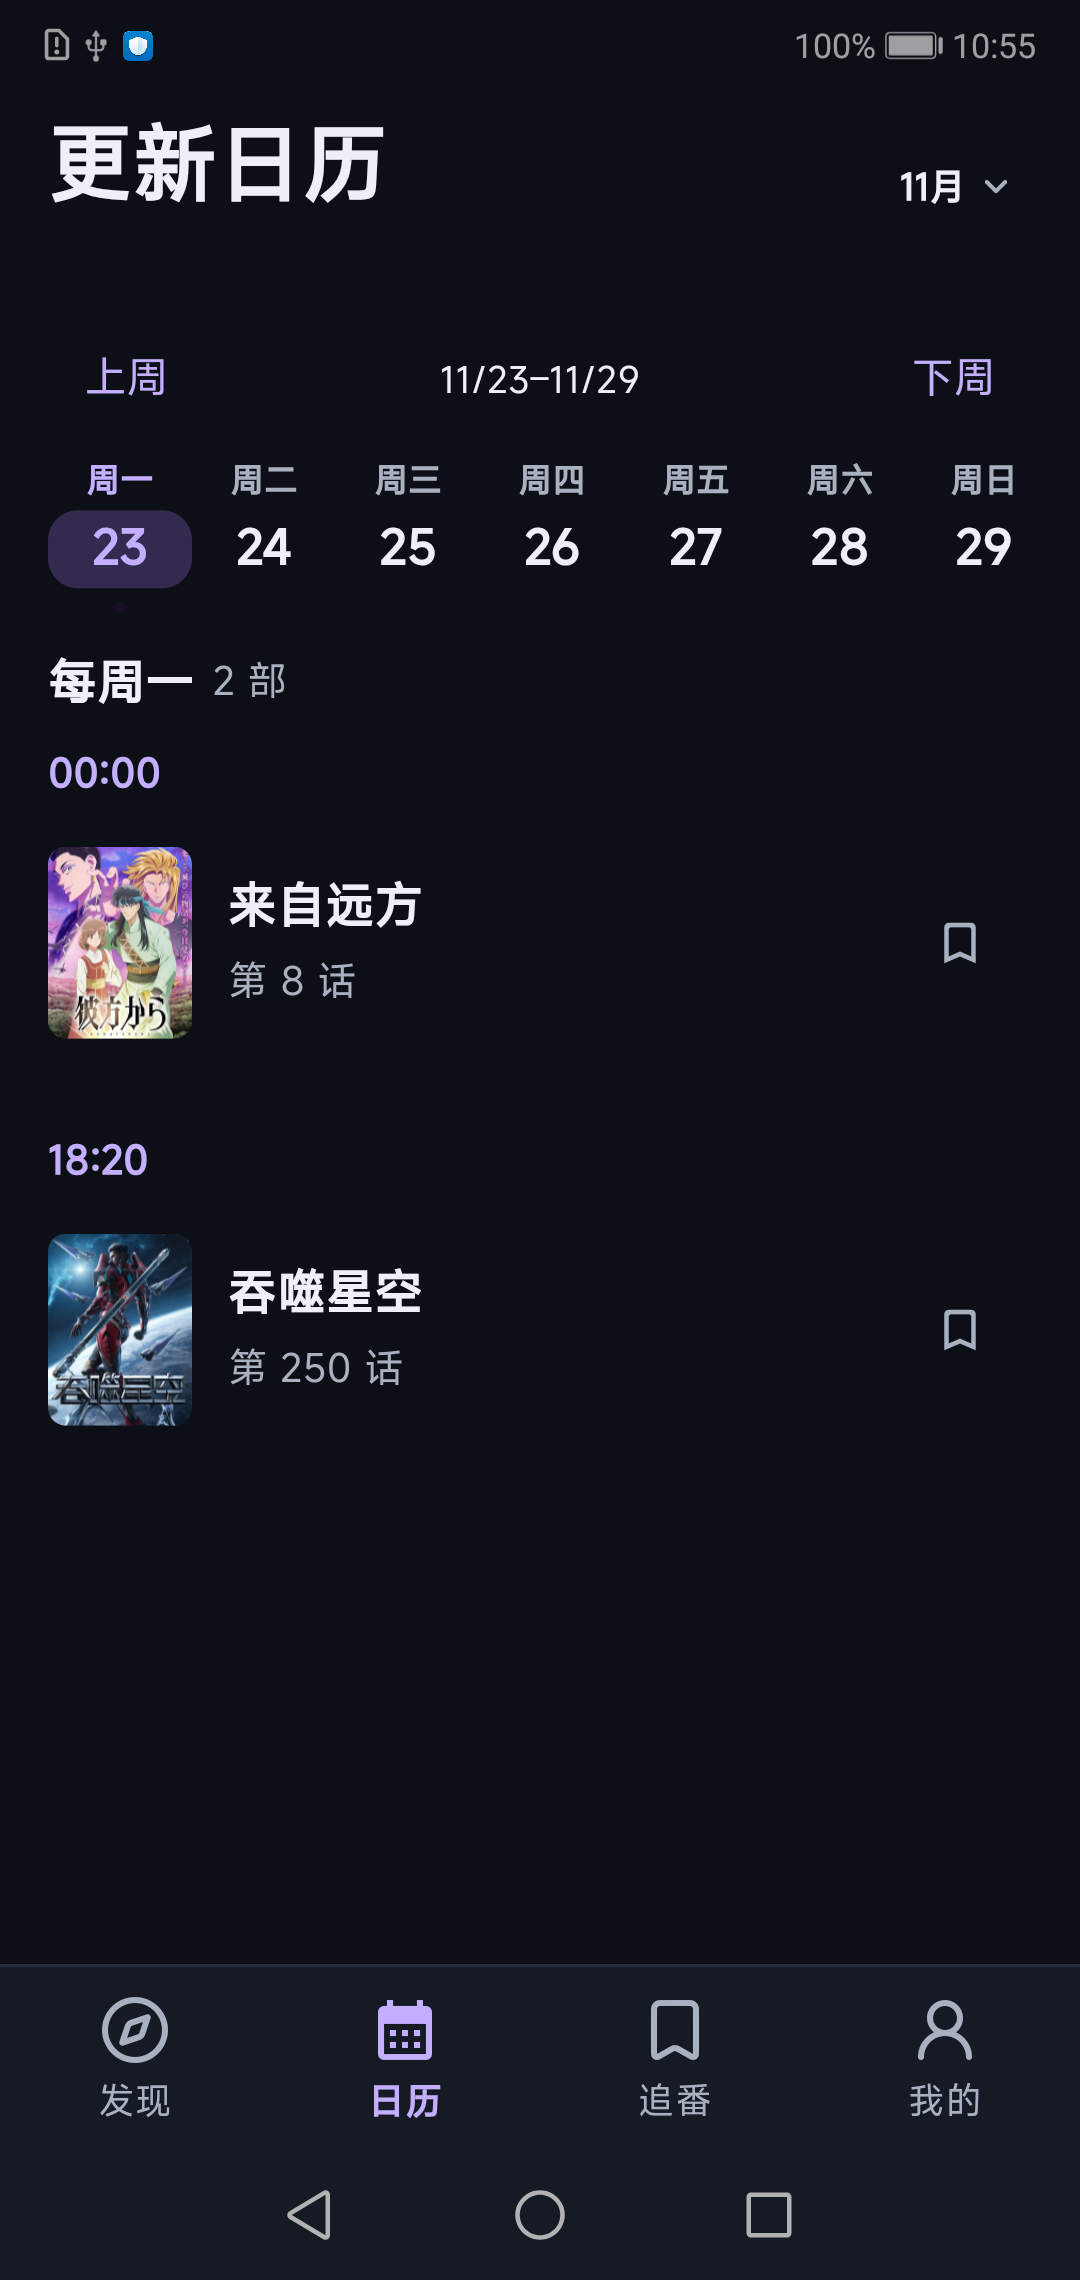 100% 10:55
更新日历
11月
上周 11/23–11/29 下周
周一 周二 周三 周四 周五 周六 周日
23 24 25 26 27 28 29
每周一 2 部
00:00
来自远方
第 8 话
彼方から
18:20
吞噬星空
第 250 话
吞噬星空
发现 日历 追番 我的